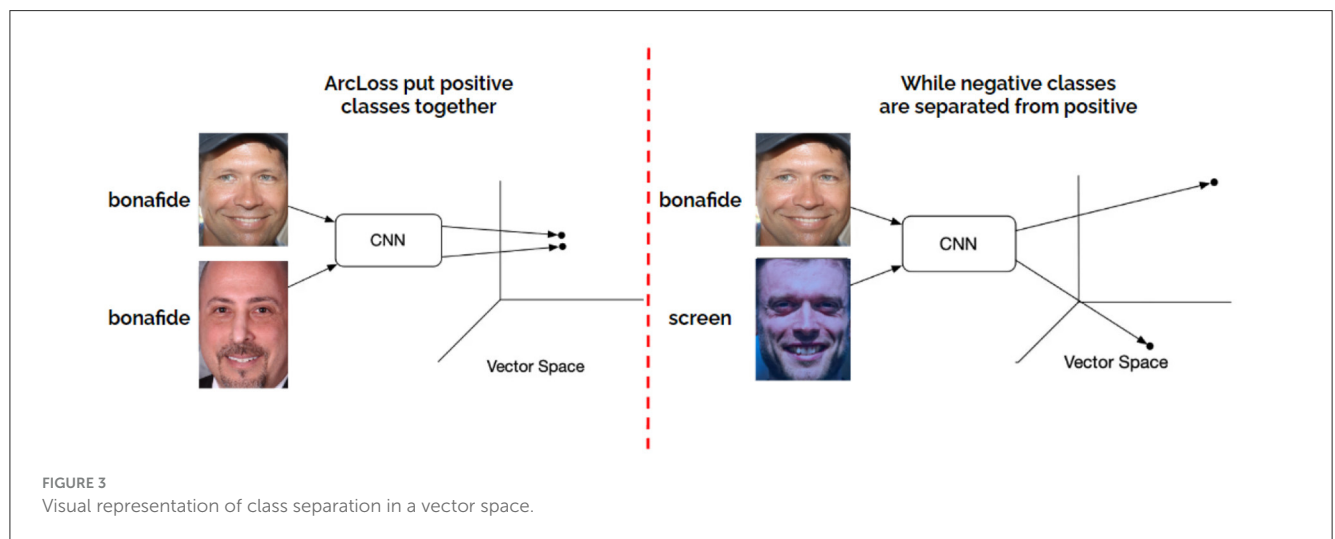 ArcLoss put positive
classes together
bonafide
CNN
bonafide
Vector Space
While negative classes
are separated from positive
bonafide
CNN
screen
Vector Space
FIGURE 3
Visual representation of class separation in a vector space.